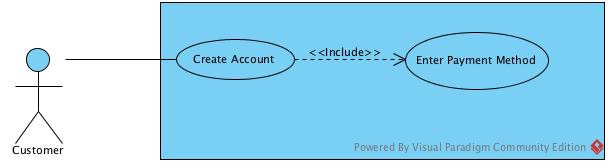 <<Include>>
Create Account
Enter Payment Method
Customer
Powered By Visual Paradigm Community Edition